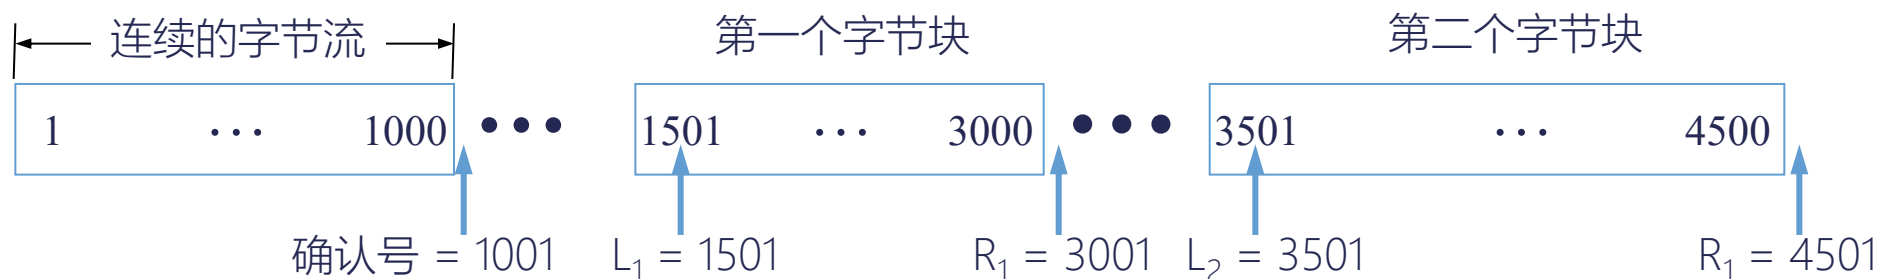 连续的字节流 第一个字节块 第二个字节块
1 ··· 1000 ••• 1501 ··· 3000 ••• 3501 ··· 4500
确认号 = 1001 L₁ = 1501 R₁ = 3001 L₂ = 3501 R₁ = 4501